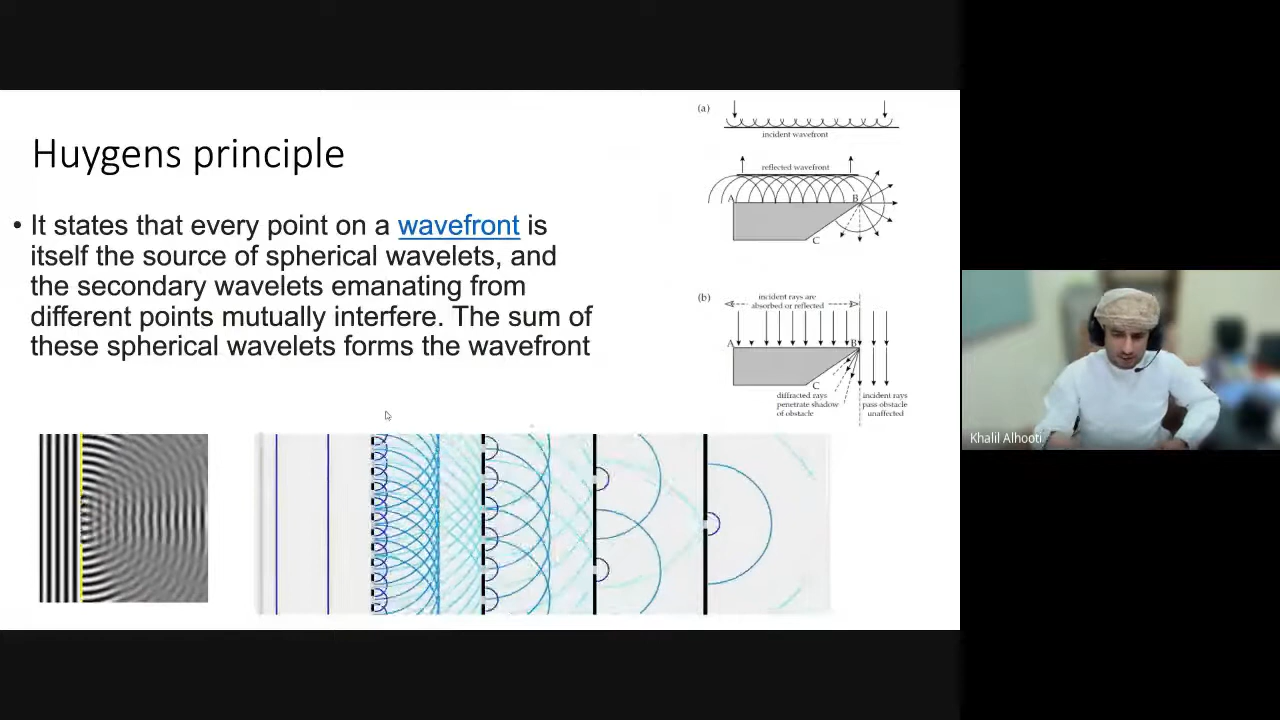 Huygens principle
• It states that every point on a wavefront is
itself the source of spherical wavelets, and
the secondary wavelets emanating from
different points mutually interfere. The sum of
these spherical wavelets forms the wavefront
(a)
incident wavefront
reflected wavefront
A
B
C
(b)
incident rays are
absorbed or reflected
A
B
C
diffracted rays
penetrate shadow
of obstacle
incident rays
pass obstacle
unaffected
Khalil Alhooti